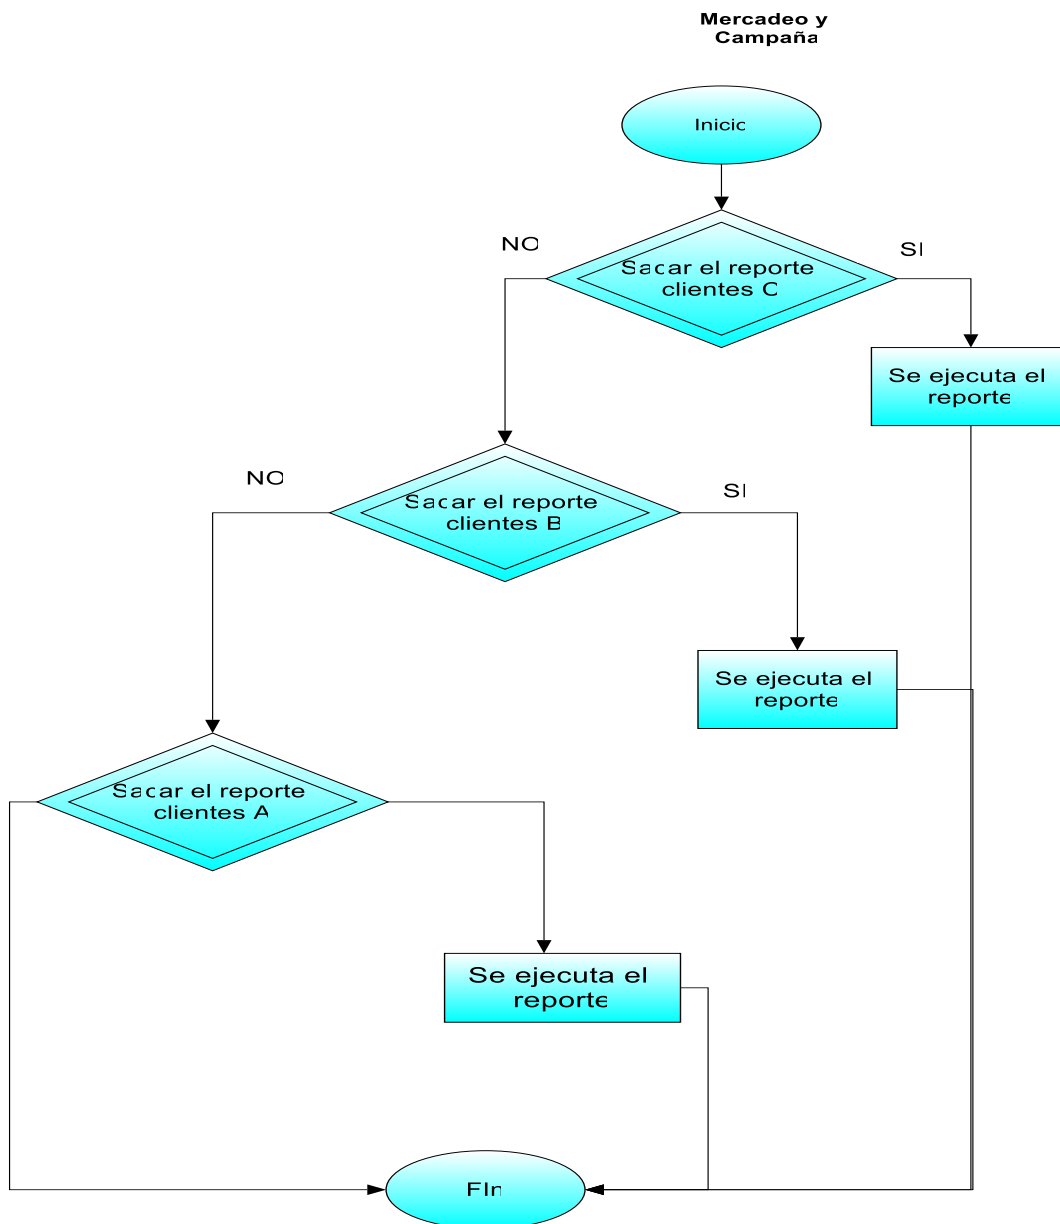 Mercadeo y
Campaña
Inicio
NO
SI
Sacar el reporte
clientes C
Se ejecuta el
reporte
NO
SI
Sacar el reporte
clientes B
Se ejecuta el
reporte
Sacar el reporte
clientes A
Se ejecuta el
reporte
FIn